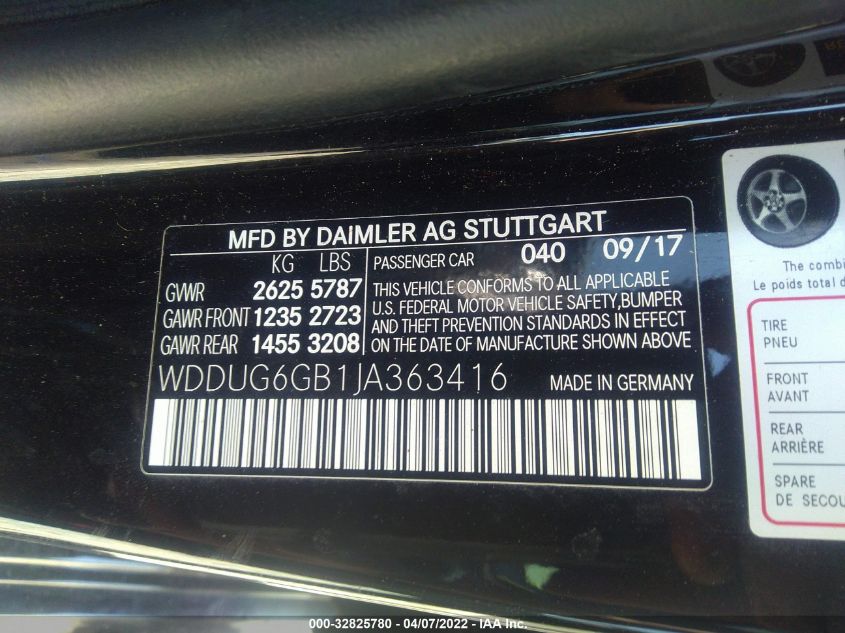 MFD BY DAIMLER AG STUTTGART
KG LBS
GVWR 2625 5787
GAWR FRONT 1235 2723
GAWR REAR 1455 3208
PASSENGER CAR 040 09/17
THIS VEHICLE CONFORMS TO ALL APPLICABLE
U.S. FEDERAL MOTOR VEHICLE SAFETY,BUMPER
AND THEFT PREVENTION STANDARDS IN EFFECT
ON THE DATE OF MANUFACTURE SHOWN ABOVE
WDDUG6GB1JA363416 MADE IN GERMANY
The combi
Le poids total d
TIRE
PNEU
FRONT
AVANT
REAR
ARRIÈRE
SPARE
DE SECOU
000-32825780 - 04/07/2022 - IAA Inc.